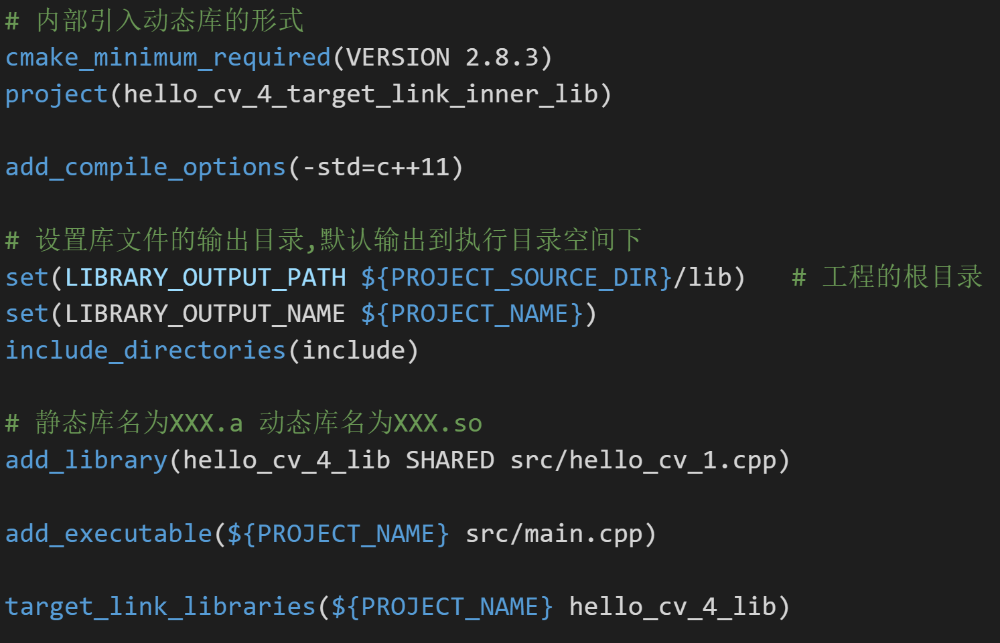 # 内部引入动态库的形式
cmake_minimum_required(VERSION 2.8.3)
project(hello_cv_4_target_link_inner_lib)
add_compile_options(-std=c++11)
# 设置库文件的输出目录,默认输出到执行目录空间下
set(LIBRARY_OUTPUT_PATH ${PROJECT_SOURCE_DIR}/lib)   # 工程的根目录
set(LIBRARY_OUTPUT_NAME ${PROJECT_NAME})
include_directories(include)
# 静态库名为XXX.a 动态库名为XXX.so
add_library(hello_cv_4_lib SHARED src/hello_cv_1.cpp)
add_executable(${PROJECT_NAME} src/main.cpp)
target_link_libraries(${PROJECT_NAME} hello_cv_4_lib)